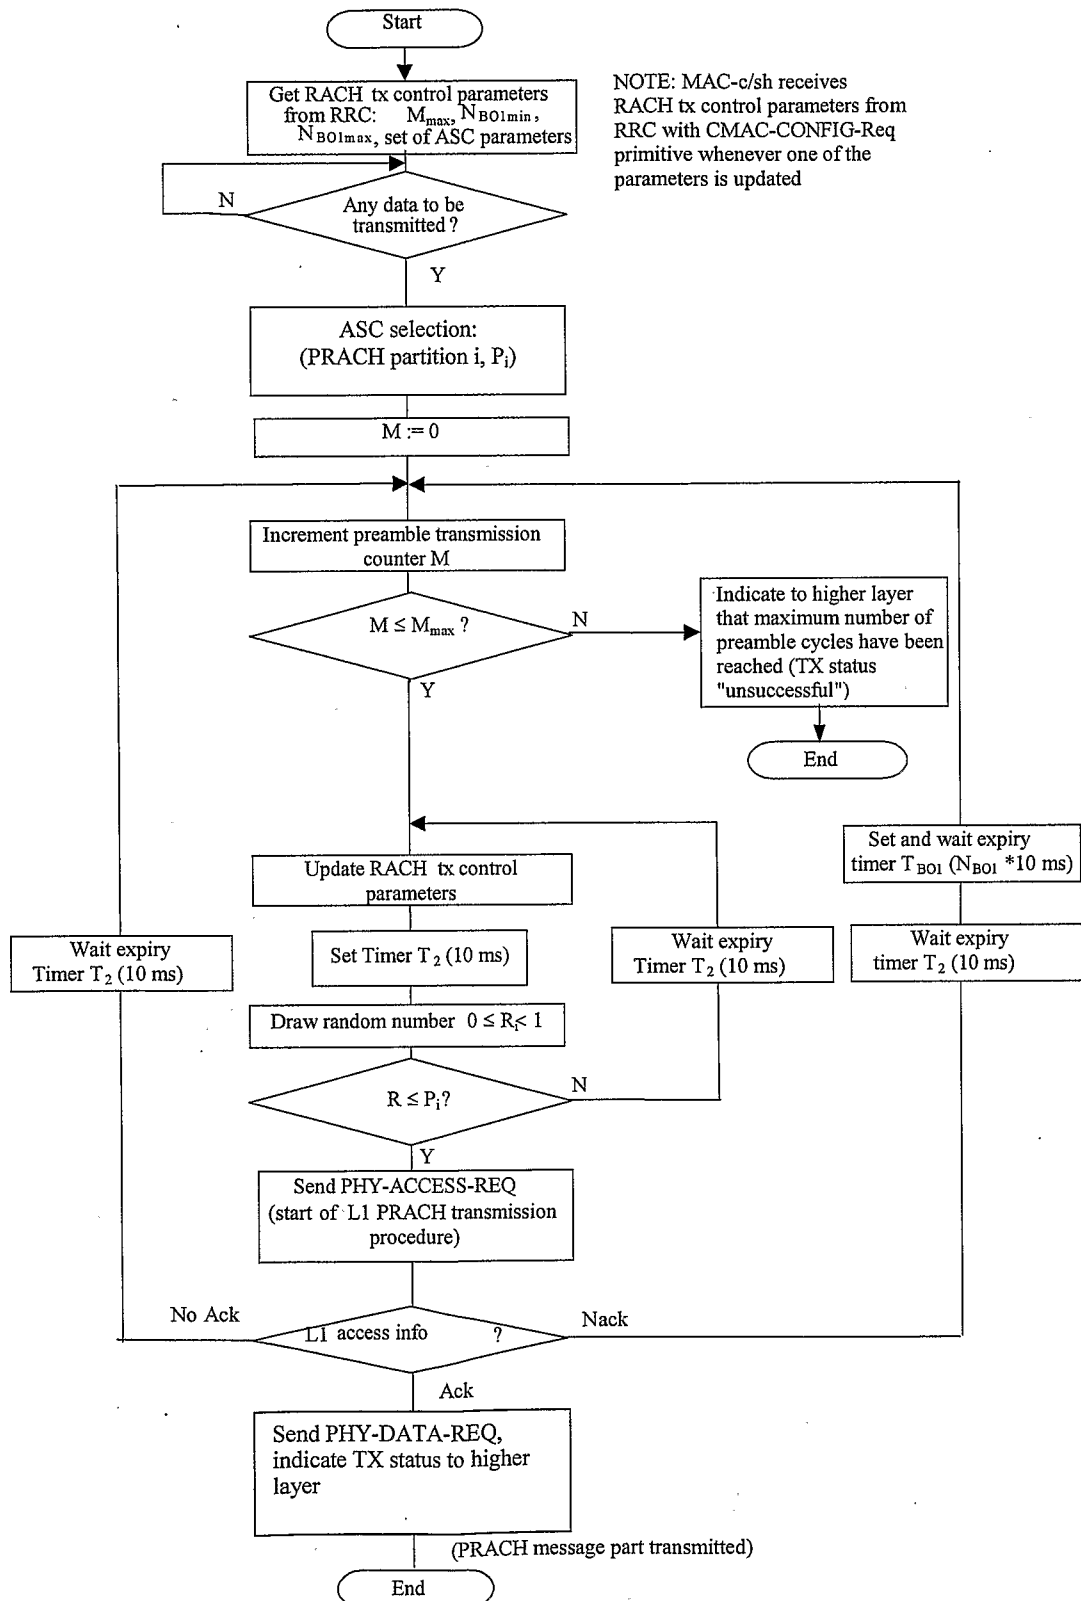 Start
Get RACH tx control parameters
from RRC: Mmax, NBO1min,
NBO1max, set of ASC parameters
NOTE: MAC-c/sh receives
RACH tx control parameters from
RRC with CMAC-CONFIG-Req
primitive whenever one of the
parameters is updated
N
Any data to be
transmitted ?
Y
ASC selection:
(PRACH partition i, Pi)
M := 0
Increment preamble transmission
counter M
M ≤ Mmax ?
N
Y
Indicate to higher layer
that maximum number of
preamble cycles have been
reached (TX status
"unsuccessful")
End
Set and wait expiry
timer TBO1 (NBO1 *10 ms)
Update RACH tx control
parameters
Wait expiry
Timer T2 (10 ms)
Set Timer T2 (10 ms)
Wait expiry
Timer T2 (10 ms)
Wait expiry
timer T2 (10 ms)
Draw random number 0 ≤ Ri< 1
R ≤ Pi?
N
Y
Send PHY-ACCESS-REQ
(start of L1 PRACH transmission
procedure)
No Ack
L1 access info ?
Nack
Ack
Send PHY-DATA-REQ,
indicate TX status to higher
layer
(PRACH message part transmitted)
End